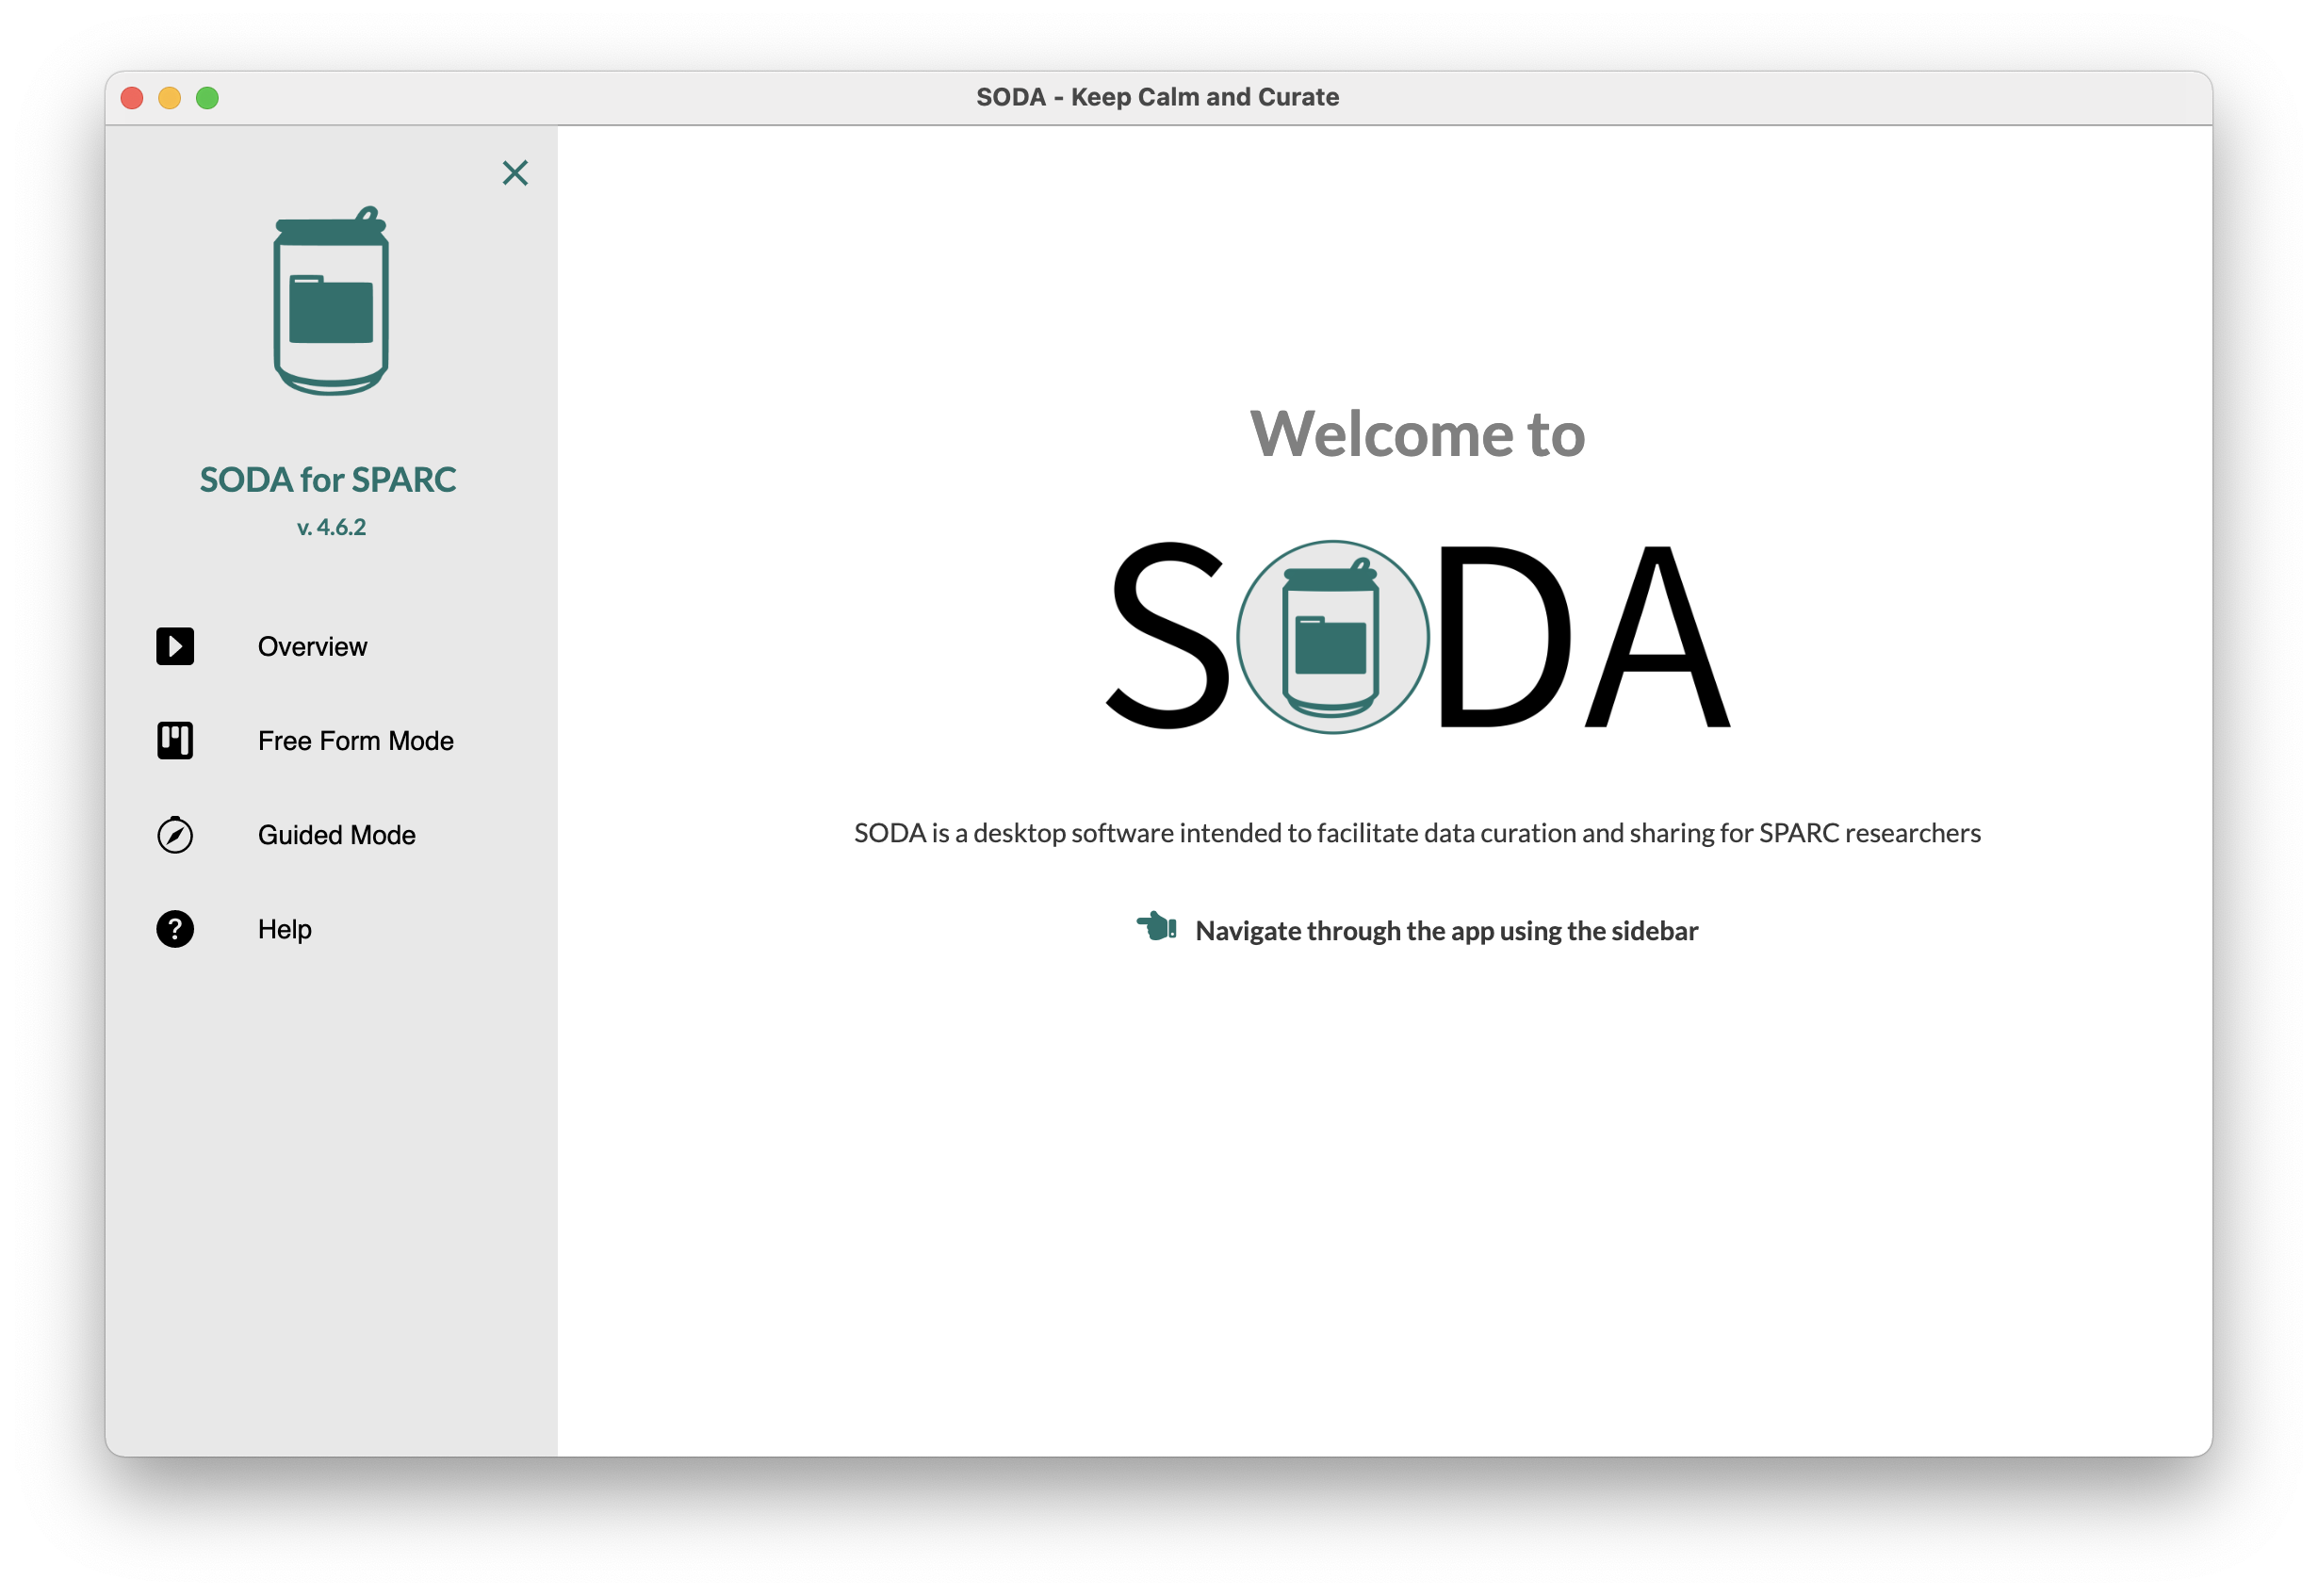 SODA - Keep Calm and Curate
SODA for SPARC
v. 4.6.2
Overview
Free Form Mode
Guided Mode
Help
Welcome to
SODA
SODA is a desktop software intended to facilitate data curation and sharing for SPARC researchers
Navigate through the app using the sidebar